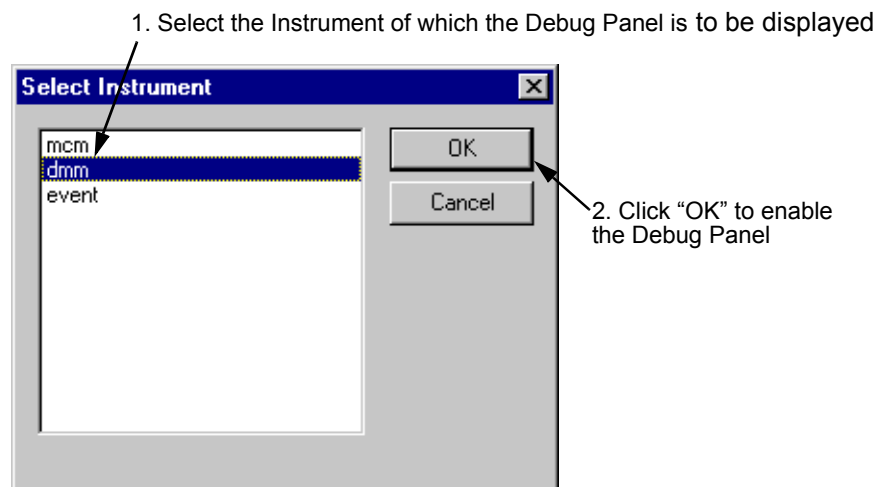 1. Select the Instrument of which the Debug Panel is to be displayed
Select Instrument
mcm
dmm
event
OK
Cancel
2. Click “OK” to enable
the Debug Panel